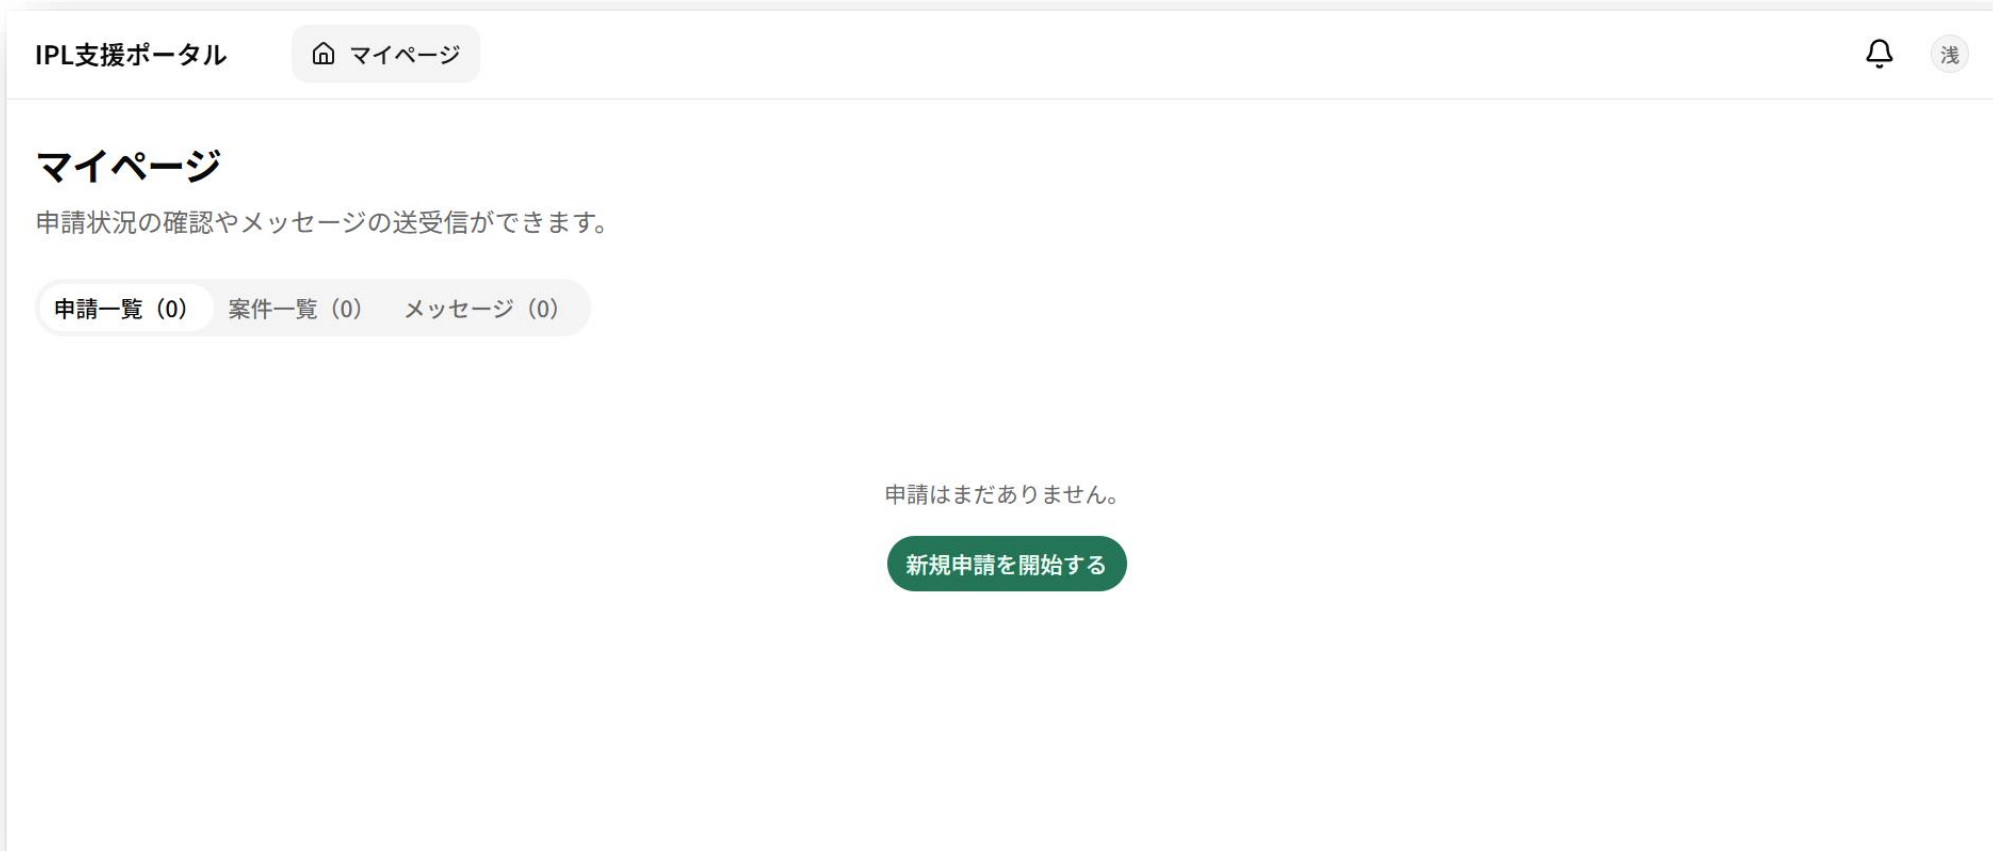 IPL支援ポータル
マイページ
浅
マイページ
申請状況の確認やメッセージの送受信ができます。
申請一覧（0） 案件一覧（0） メッセージ（0）
申請はまだありません。
新規申請を開始する